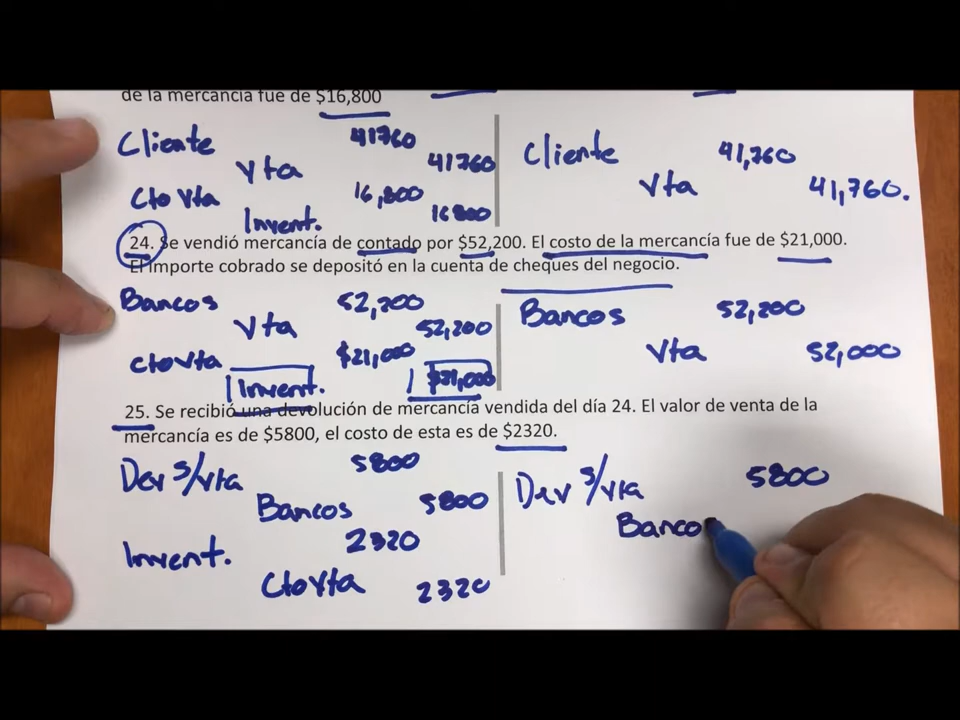 de la mercancía fue de $16,800
Cliente 41760
Vta 41760
Cto Vta 16,800
Invent. 16800
Cliente 41,760
Vta 41,760.
24. Se vendió mercancía de contado por $52,200. El costo de la mercancía fue de $21,000.
El importe cobrado se depositó en la cuenta de cheques del negocio.
Bancos 52,200
Vta 52,200
cto vta $21,000
Invent. $21,000
Bancos 52,200
Vta 52,000
25. Se recibió una devolución de mercancía vendida del día 24. El valor de venta de la
mercancía es de $5800, el costo de esta es de $2320.
Dev s/vta 5800
Bancos 5800
Invent. 2320
Cto Vta 2320
Dev s/vta 5800
Banco